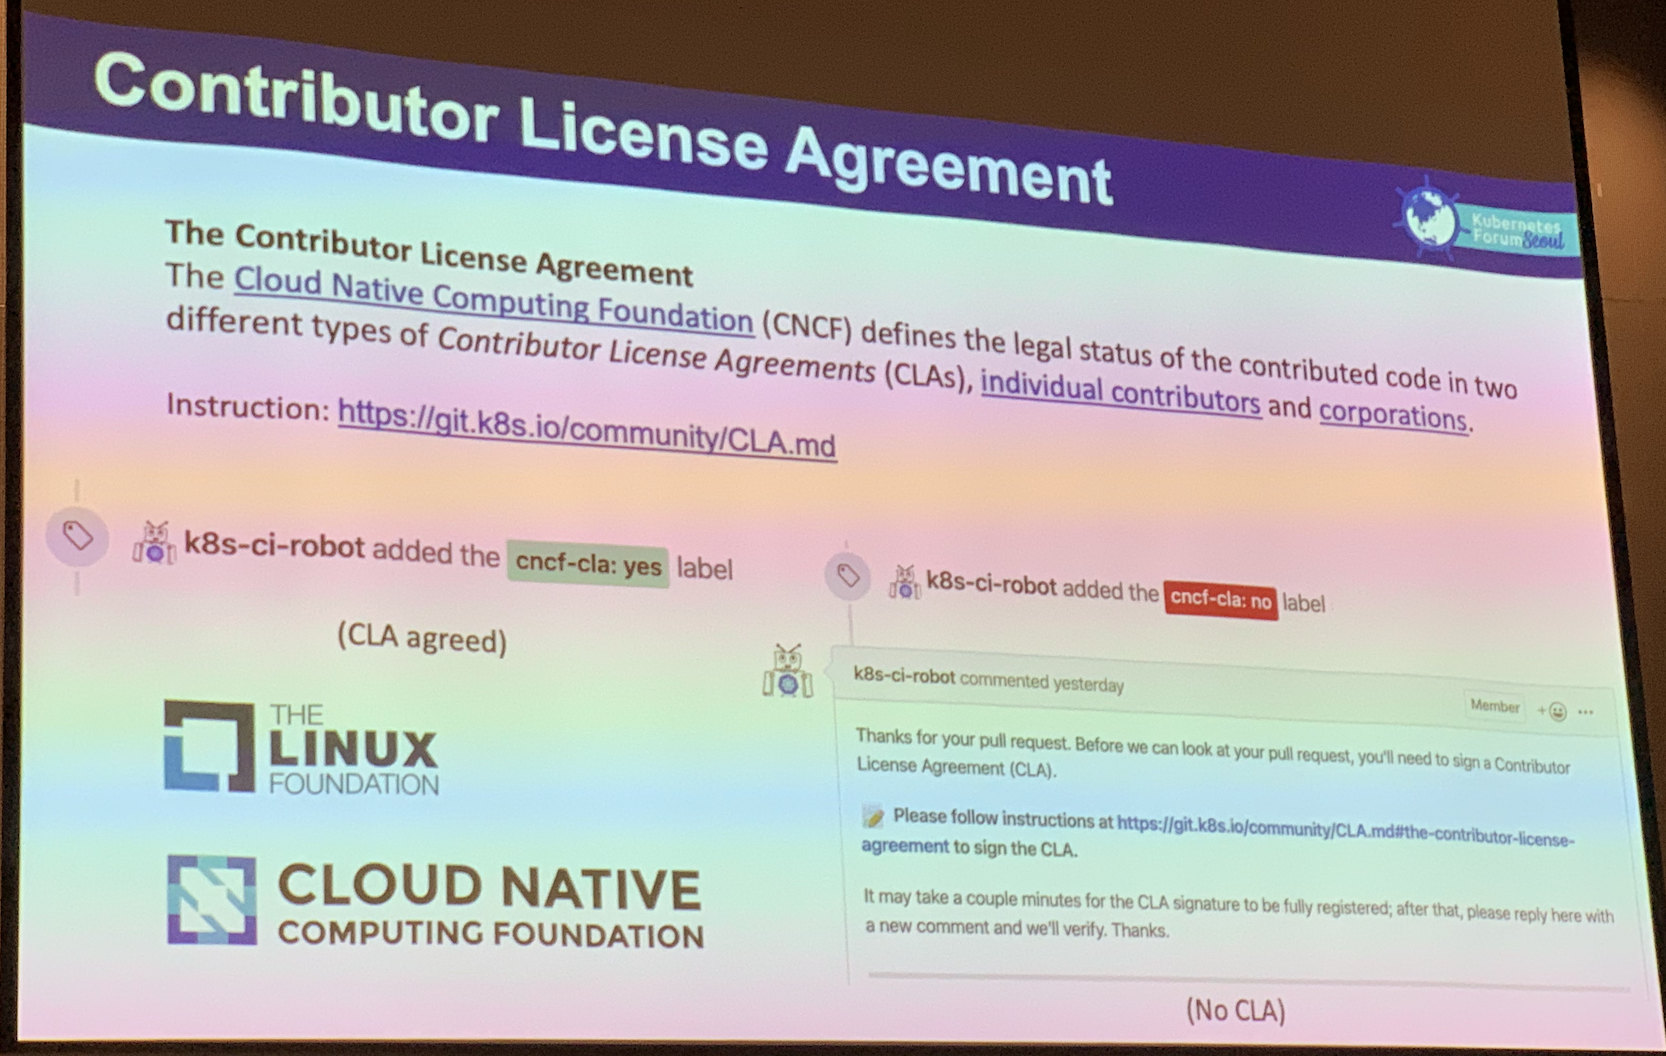 Contributor License Agreement
Kubernetes
Forum Seoul
The Contributor License Agreement
The Cloud Native Computing Foundation (CNCF) defines the legal status of the contributed code in two
different types of Contributor License Agreements (CLAs), individual contributors and corporations.
Instruction: https://git.k8s.io/community/CLA.md
k8s-ci-robot added the cncf-cla: yes label
(CLA agreed)
THE
LINUX
FOUNDATION
CLOUD NATIVE
COMPUTING FOUNDATION
k8s-ci-robot added the cncf-cla: no label
k8s-ci-robot commented yesterday
Member
Thanks for your pull request. Before we can look at your pull request, you'll need to sign a Contributor
License Agreement (CLA).
Please follow instructions at https://git.k8s.io/community/CLA.md#the-contributor-license-
agreement to sign the CLA.
It may take a couple minutes for the CLA signature to be fully registered; after that, please reply here with
a new comment and we'll verify. Thanks.
(No CLA)